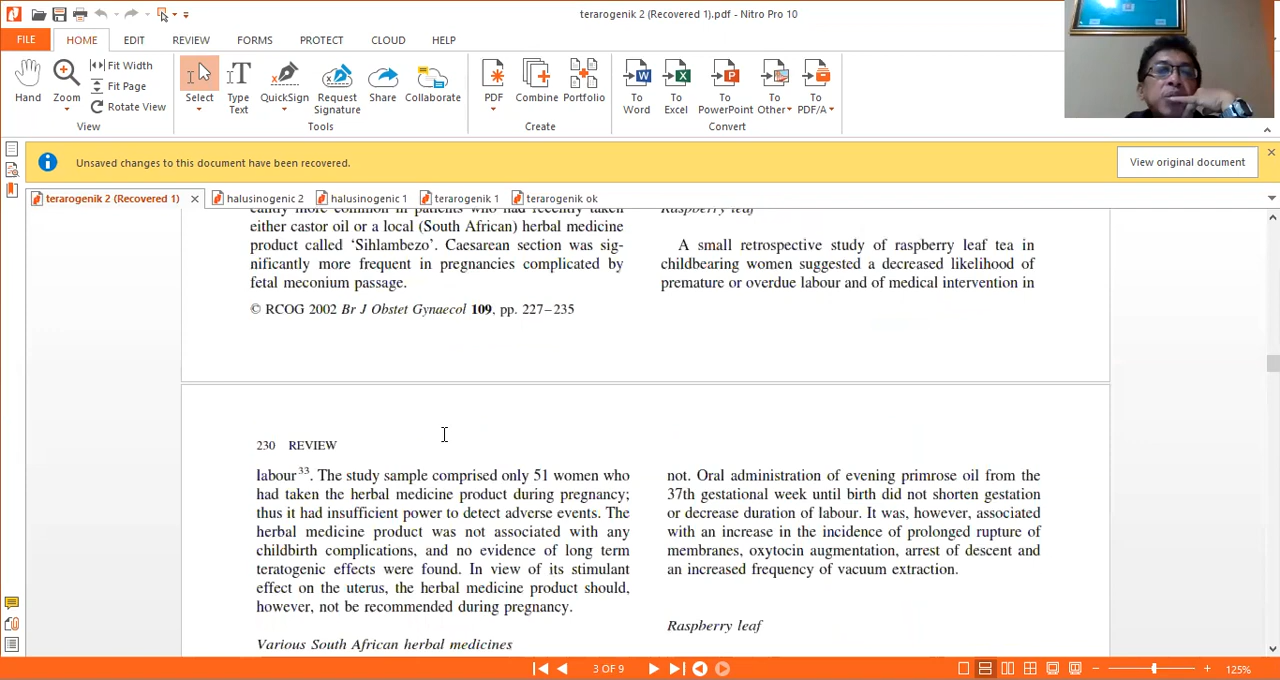 terarogenik 2 (Recovered 1).pdf - Nitro Pro 10
FILE HOME EDIT REVIEW FORMS PROTECT CLOUD HELP
Hand
Zoom
Fit Width
Fit Page
Rotate View
View
Select
Type Text
QuickSign
Request Signature
Share
Collaborate
Tools
PDF
Combine
Portfolio
Create
To Word
To Excel
To PowerPoint
To Other
To PDF/A
Convert
Unsaved changes to this document have been recovered.
View original document
terarogenik 2 (Recovered 1)
halusinogenic 2
halusinogenic 1
terarogenik 1
terarogenik ok
cantly more common in patients who had recently taken
either castor oil or a local (South African) herbal medicine
product called ‘Sihlambezo’. Caesarean section was sig-
nificantly more frequent in pregnancies complicated by
fetal meconium passage.
© RCOG 2002 Br J Obstet Gynaecol 109, pp. 227–235
Raspberry leaf
A small retrospective study of raspberry leaf tea in
childbearing women suggested a decreased likelihood of
premature or overdue labour and of medical intervention in
230 REVIEW
labour33. The study sample comprised only 51 women who
had taken the herbal medicine product during pregnancy;
thus it had insufficient power to detect adverse events. The
herbal medicine product was not associated with any
childbirth complications, and no evidence of long term
teratogenic effects were found. In view of its stimulant
effect on the uterus, the herbal medicine product should,
however, not be recommended during pregnancy.
Various South African herbal medicines
not. Oral administration of evening primrose oil from the
37th gestational week until birth did not shorten gestation
or decrease duration of labour. It was, however, associated
with an increase in the incidence of prolonged rupture of
membranes, oxytocin augmentation, arrest of descent and
an increased frequency of vacuum extraction.
Raspberry leaf
3 OF 9
125%